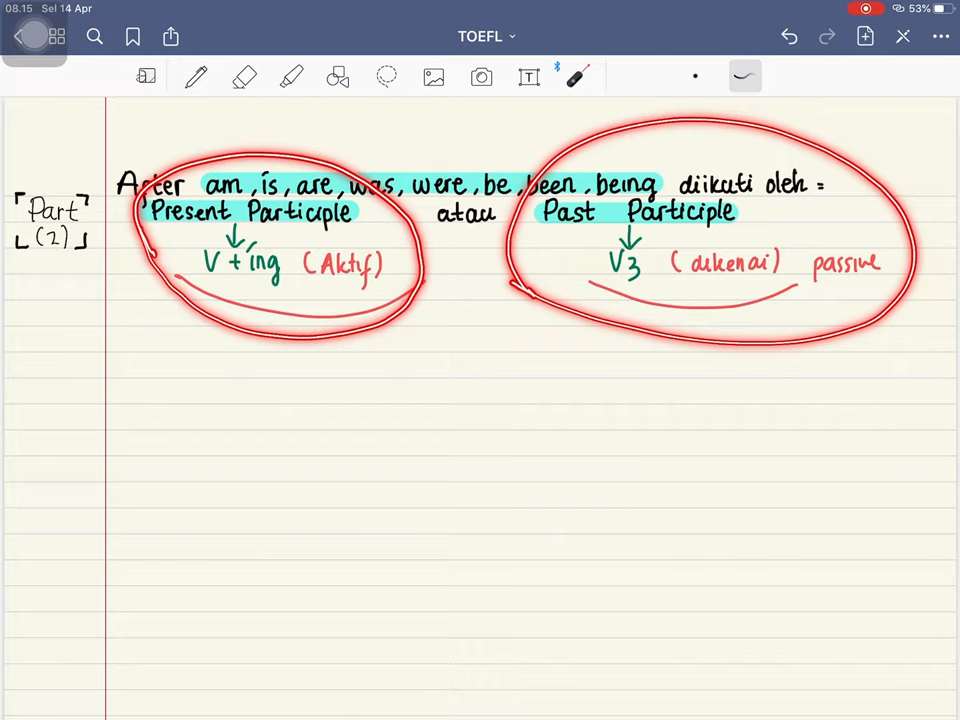 08.15 Sel 14 Apr
53%
TOEFL
T
After am, is, are, was, were, be, been, being diikuti oleh =
「Part」
Present Participle atau Past Participle
(2)
V + ing (Aktif) V3 (dikenai) passive